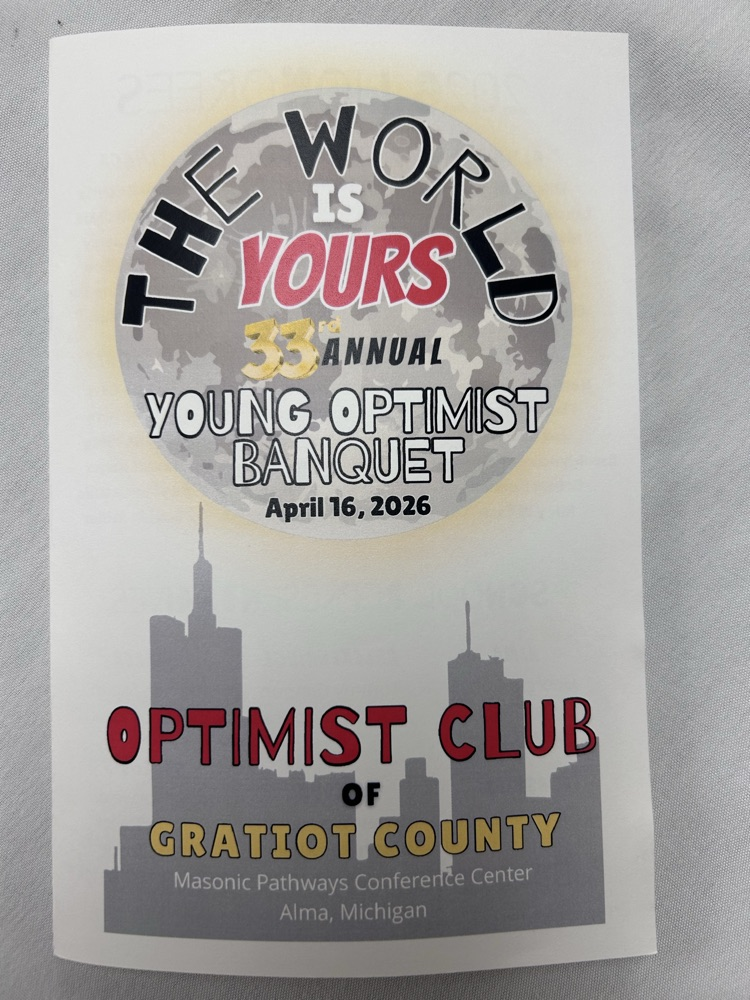 THE WORLD
IS
YOURS
33rd ANNUAL
YOUNG OPTIMIST
BANQUET
April 16, 2026
OPTIMIST CLUB
OF
GRATIOT COUNTY
Masonic Pathways Conference Center
Alma, Michigan